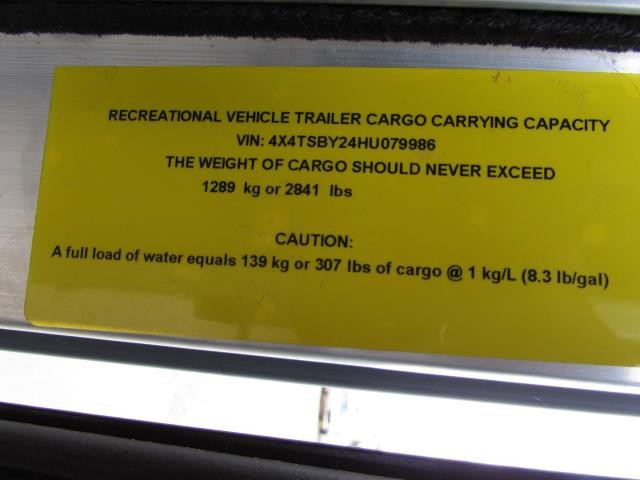 RECREATIONAL VEHICLE TRAILER CARGO CARRYING CAPACITY
VIN: 4X4TSBY24HU079986
THE WEIGHT OF CARGO SHOULD NEVER EXCEED
1289 kg or 2841 lbs
CAUTION:
A full load of water equals 139 kg or 307 lbs of cargo @ 1 kg/L (8.3 lb/gal)